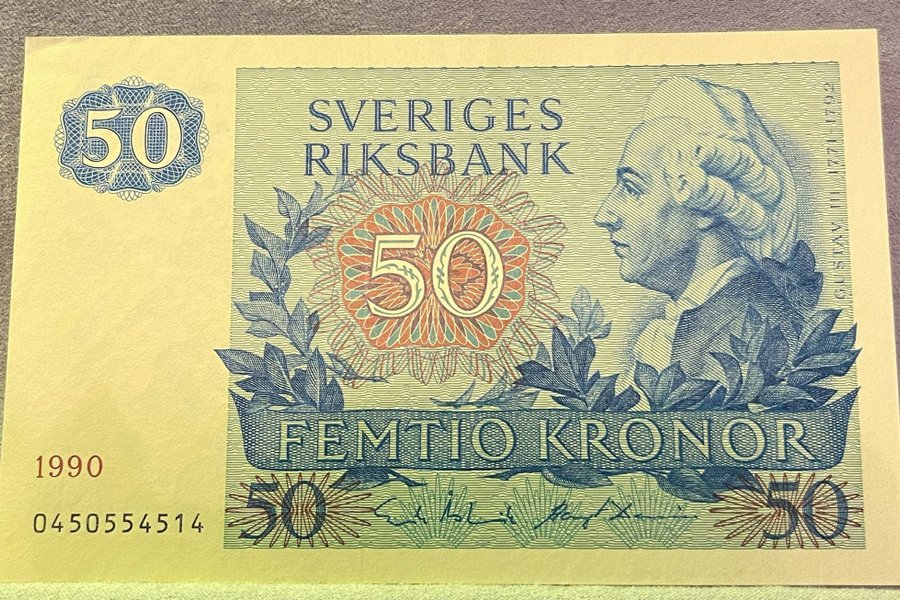 50
SVERIGES
RIKSBANK
50
GUSTAV III 1771-1792
FEMTIO KRONOR
1990
0450554514
50
50